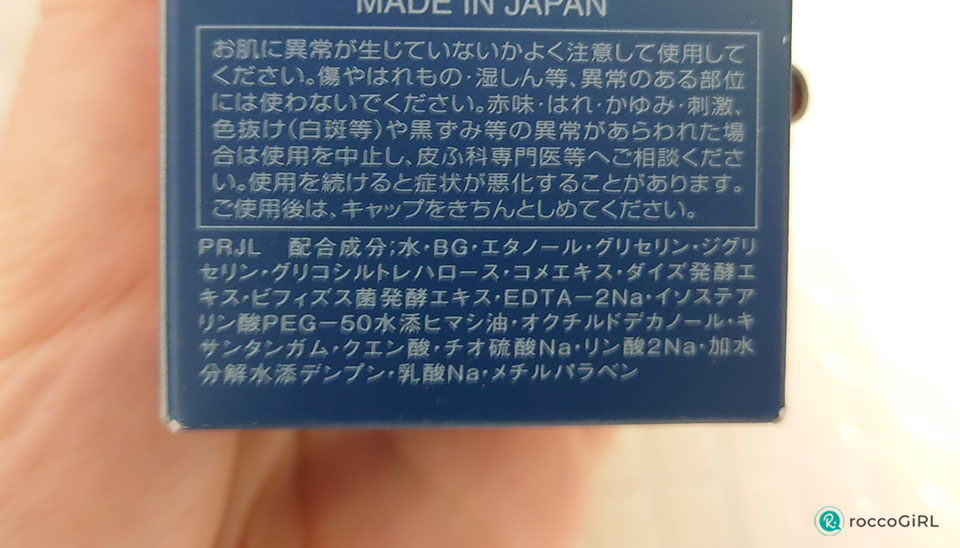 MADE IN JAPAN
お肌に異常が生じていないかよく注意して使用して
ください。傷やはれもの・湿しん等、異常のある部位
には使わないでください。赤味・はれ・かゆみ・刺激、
色抜け(白斑等)や黒ずみ等の異常があらわれた場
合は使用を中止し、皮ふ科専門医等へご相談くださ
い。使用を続けると症状が悪化することがあります。
ご使用後は、キャップをきちんとしめてください。
PRJL 配合成分;水・BG・エタノール・グリセリン・ジグリ
セリン・グリコシルトレハロース・コメエキス・ダイズ発酵エ
キス・ビフィズス菌発酵エキス・EDTA-2Na・イソステア
リン酸PEG-50水添ヒマシ油・オクチルドデカノール・キ
サンタンガム・クエン酸・チオ硫酸Na・リン酸2Na・加水
分解水添デンプン・乳酸Na・メチルパラベン
roccoGiRL